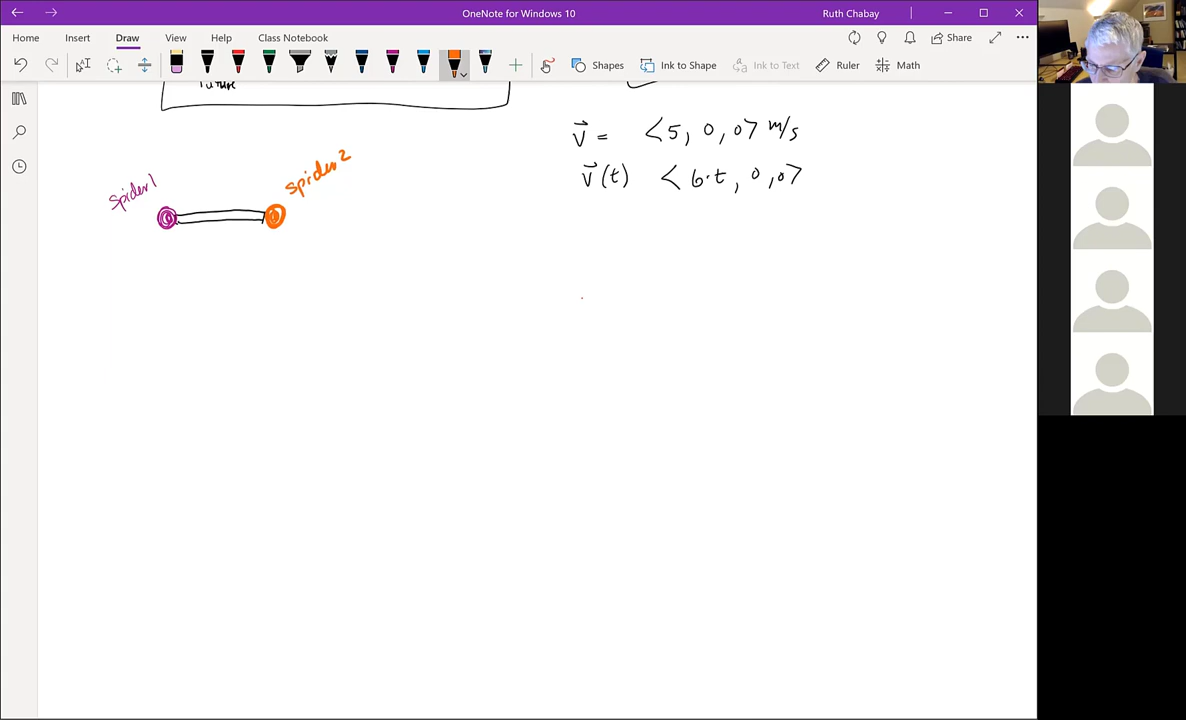 OneNote for Windows 10
Ruth Chabay
Home
Insert
Draw
View
Help
Class Notebook
Share
Shapes
Ink to Shape
Ink to Text
Ruler
Math
future
v⃗ = <5, 0, 0> m/s
v⃗(t) <6·t, 0, 0>
spider 1
spider 2